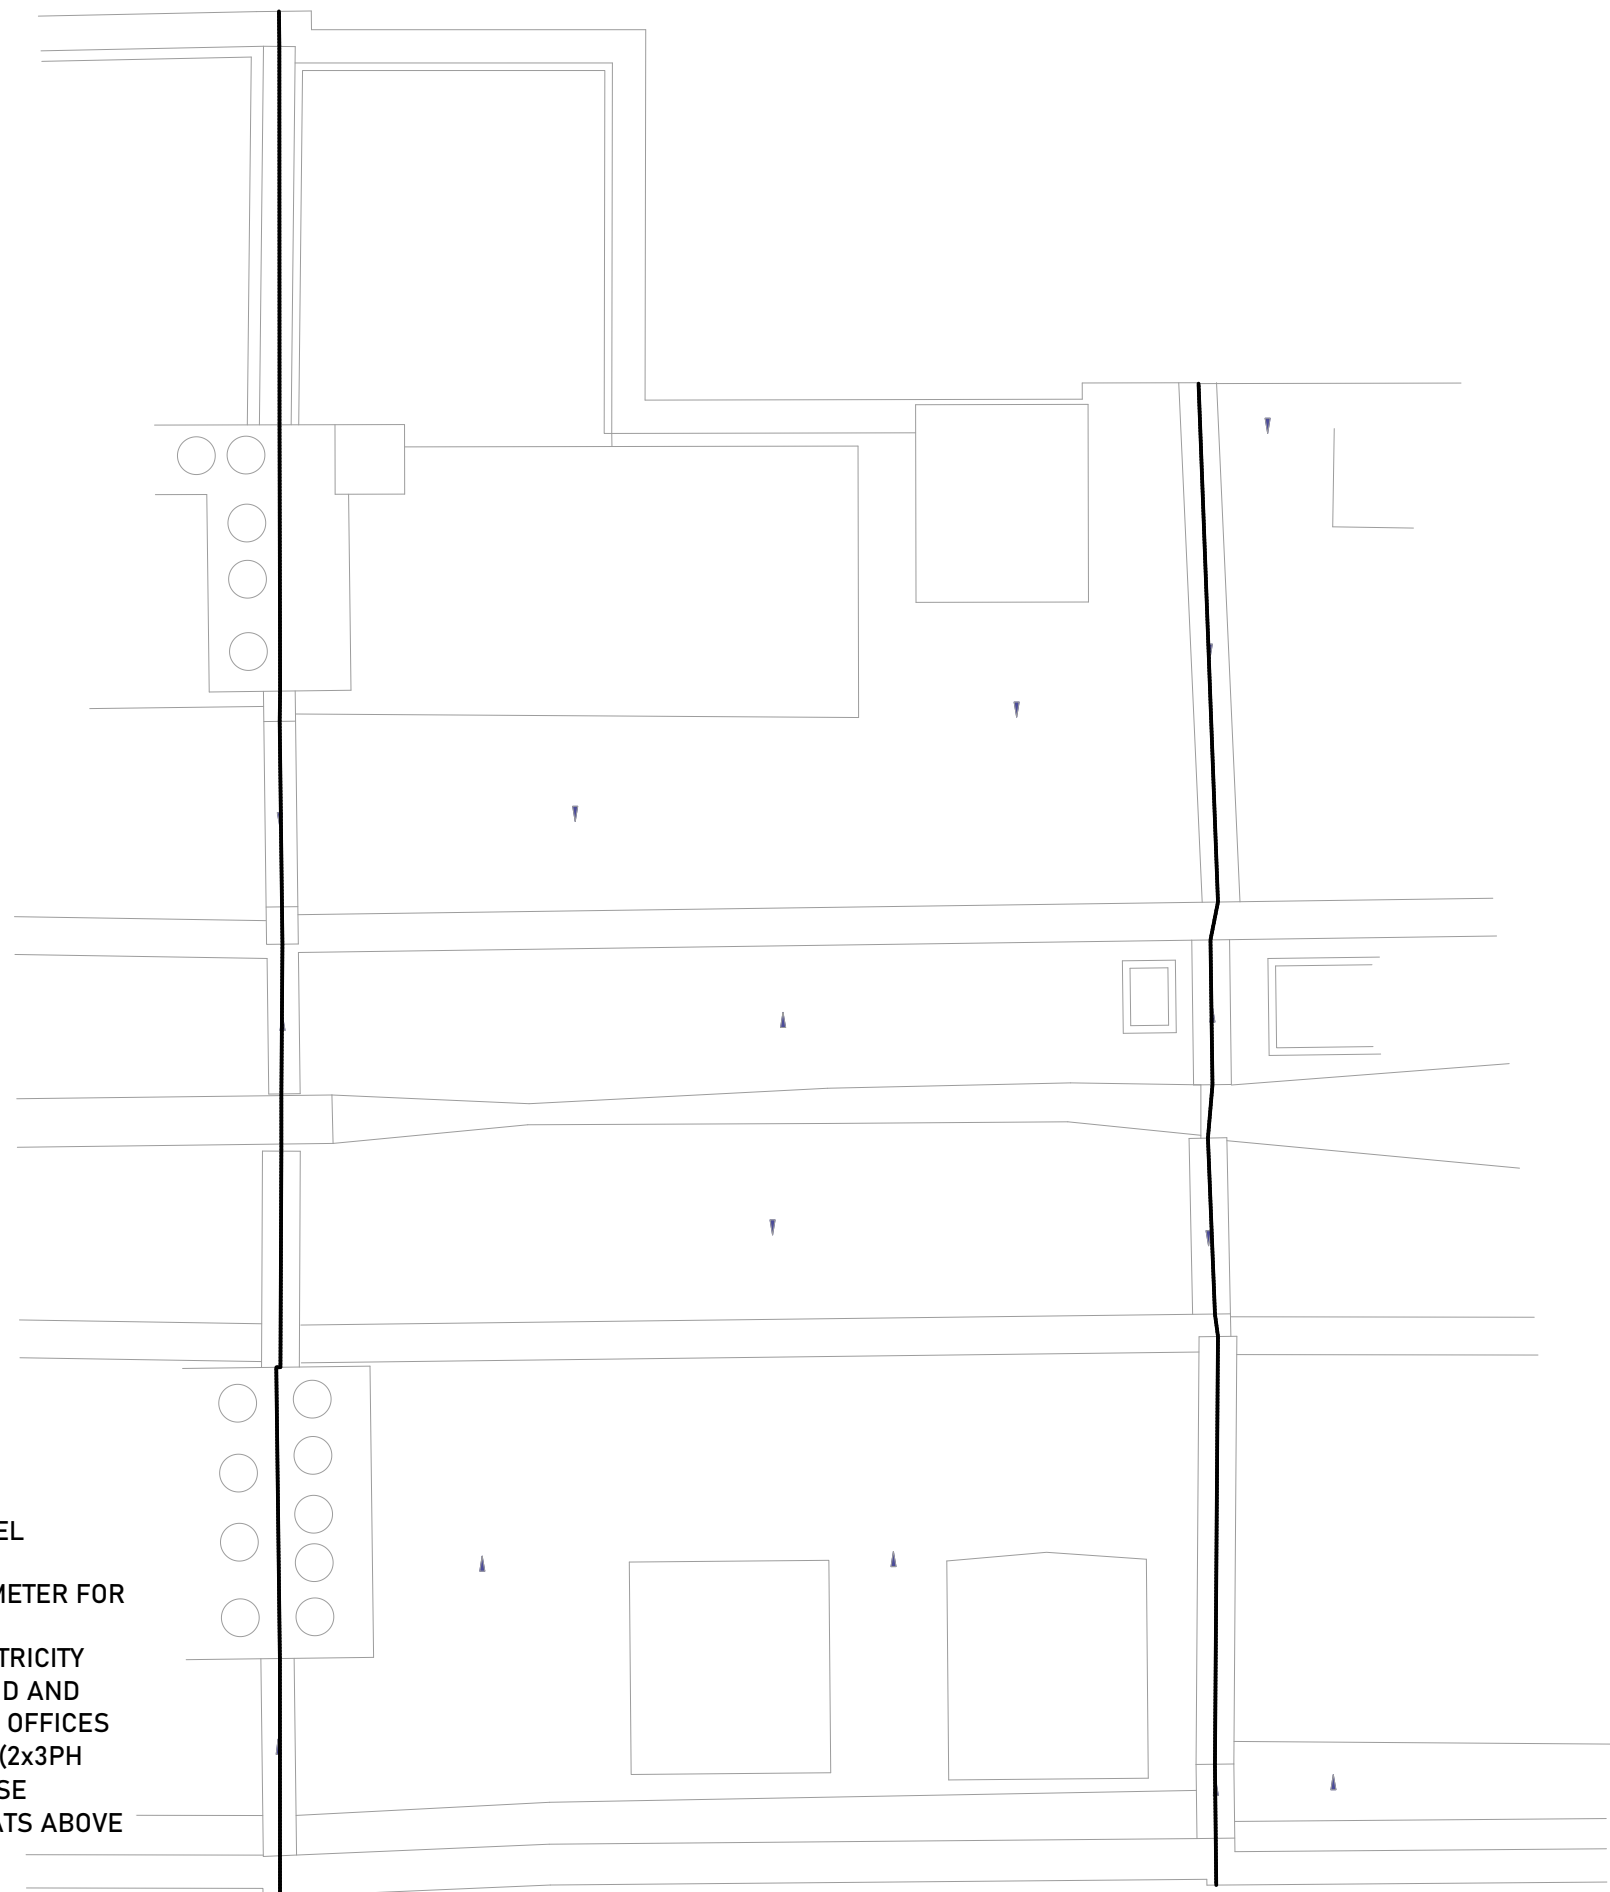 EL
METER FOR
TRICITY
D AND
OFFICES
(2x3PH
SE
ATS ABOVE